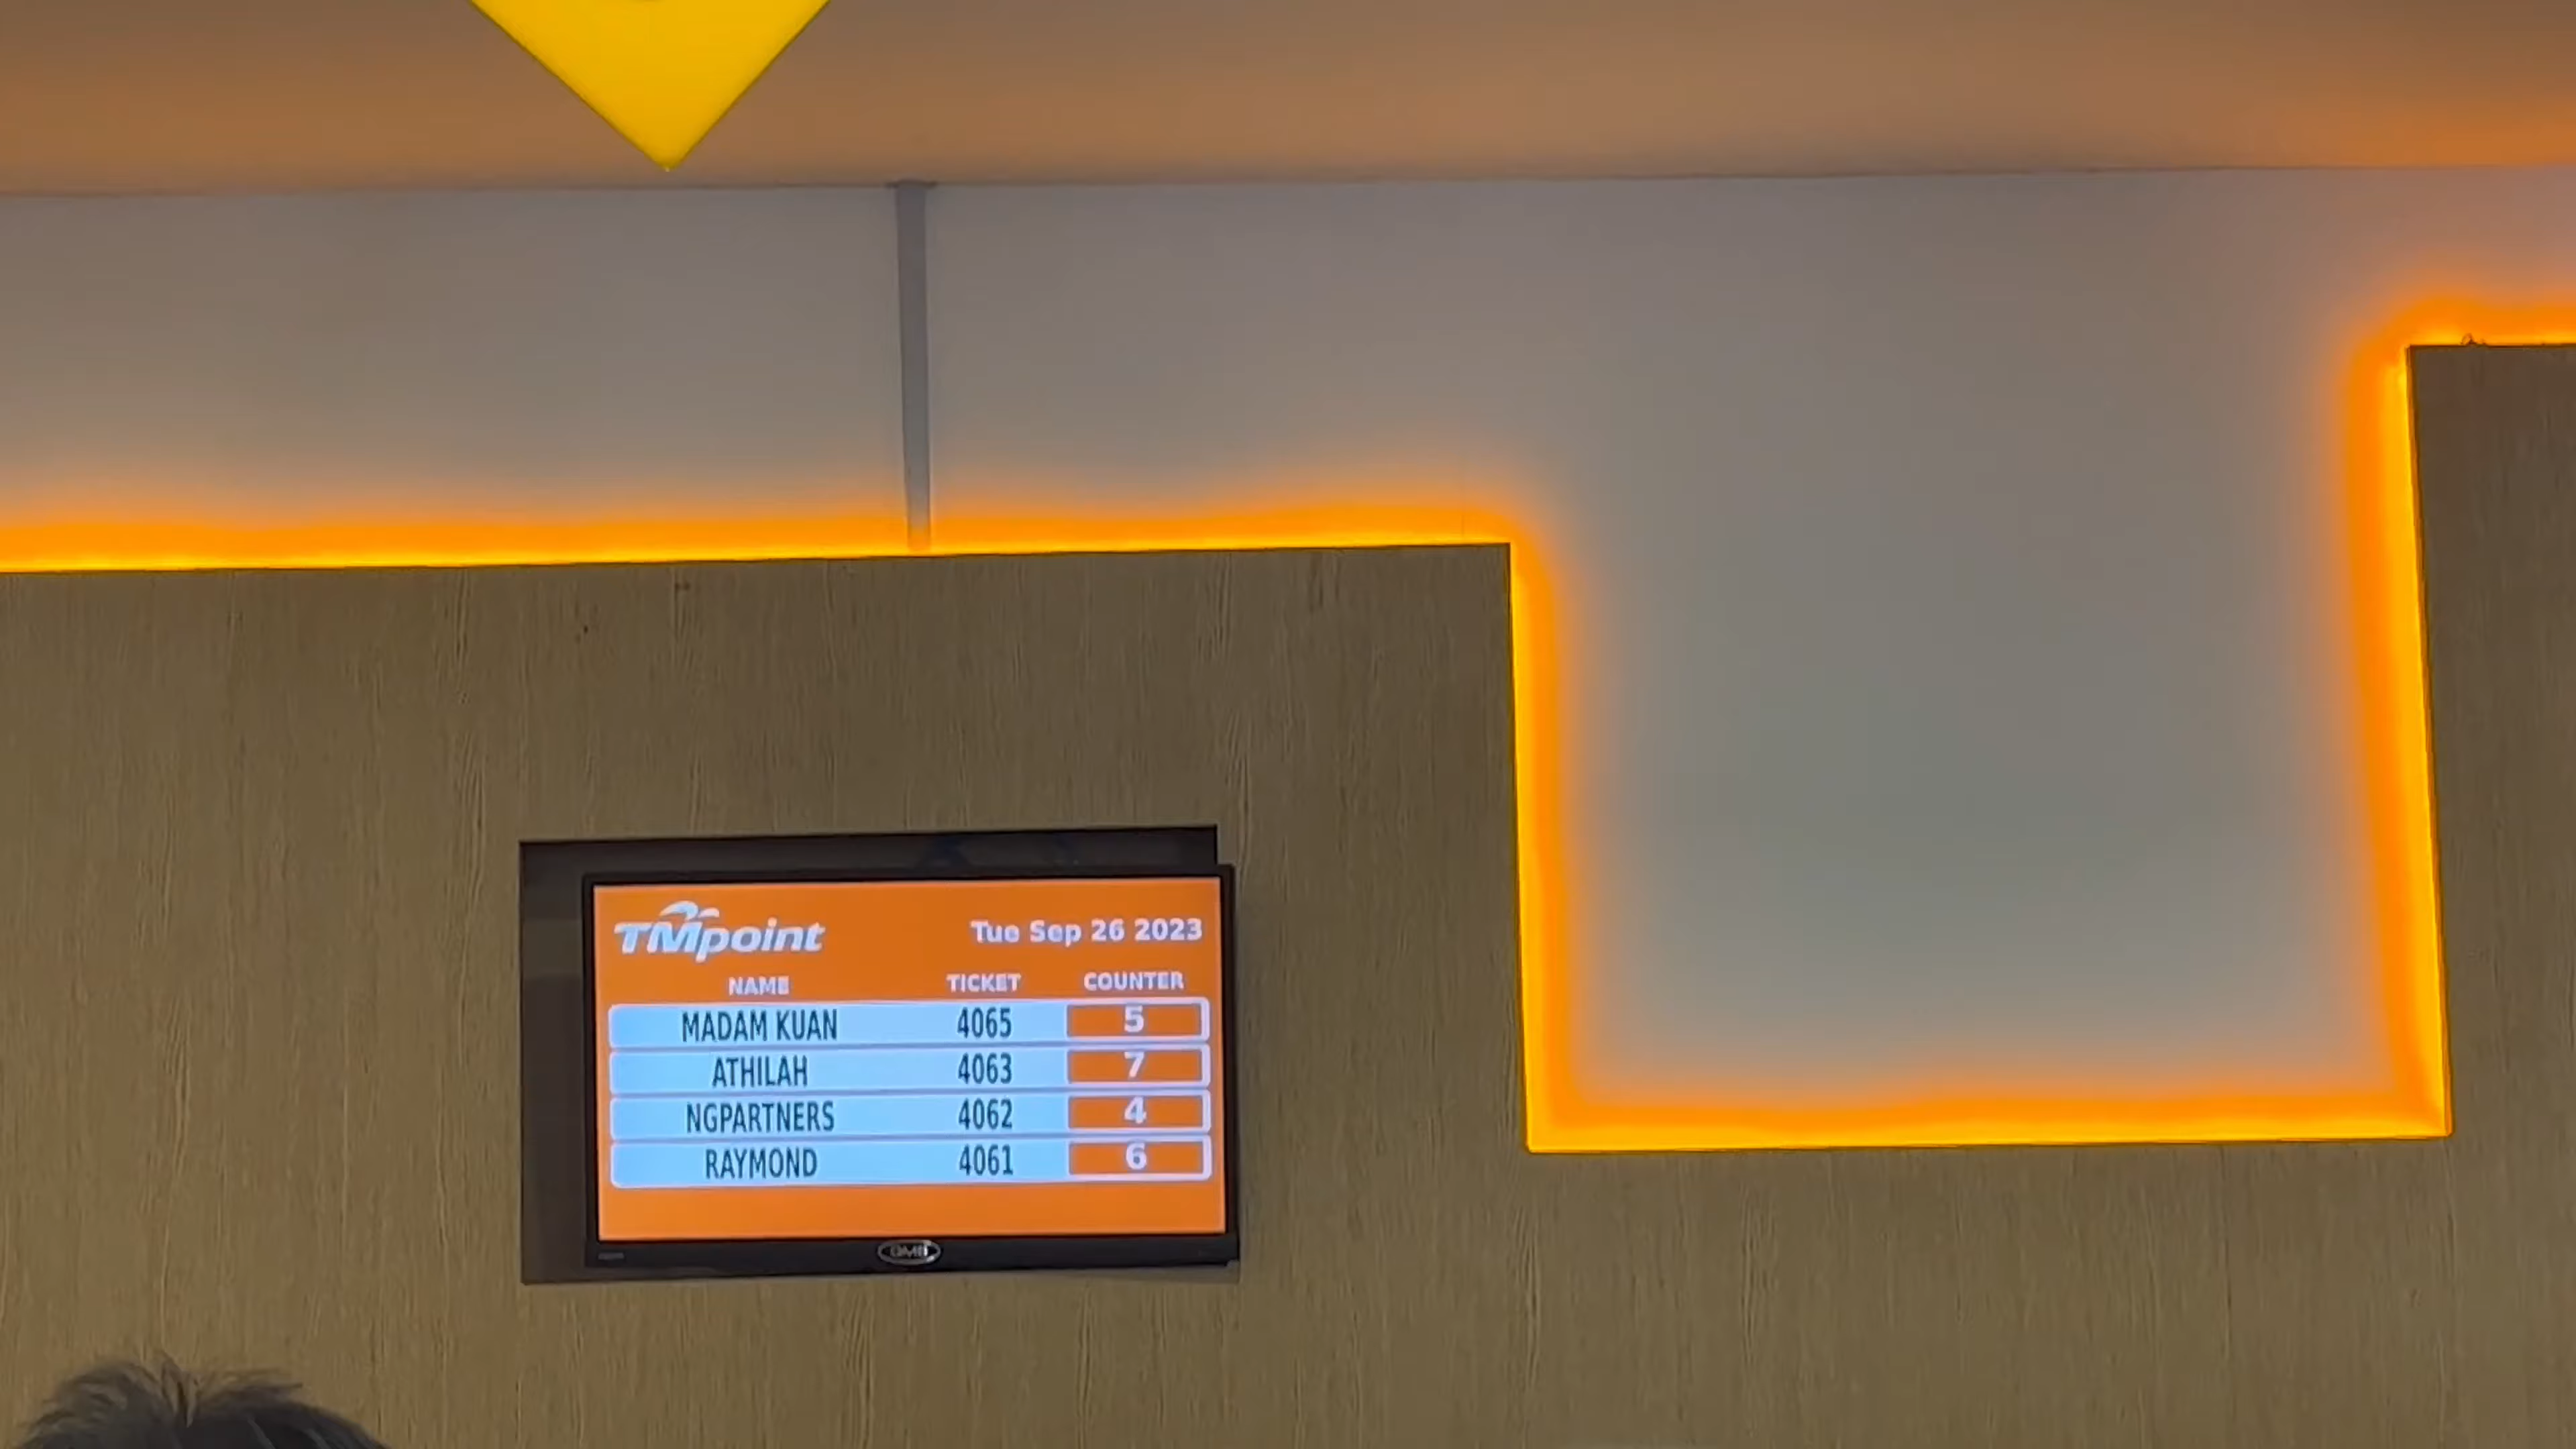 TMpoint Tue Sep 26 2023
NAME TICKET COUNTER
MADAM KUAN 4065 5
ATHILAH 4063 7
NGPARTNERS 4062 4
RAYMOND 4061 6